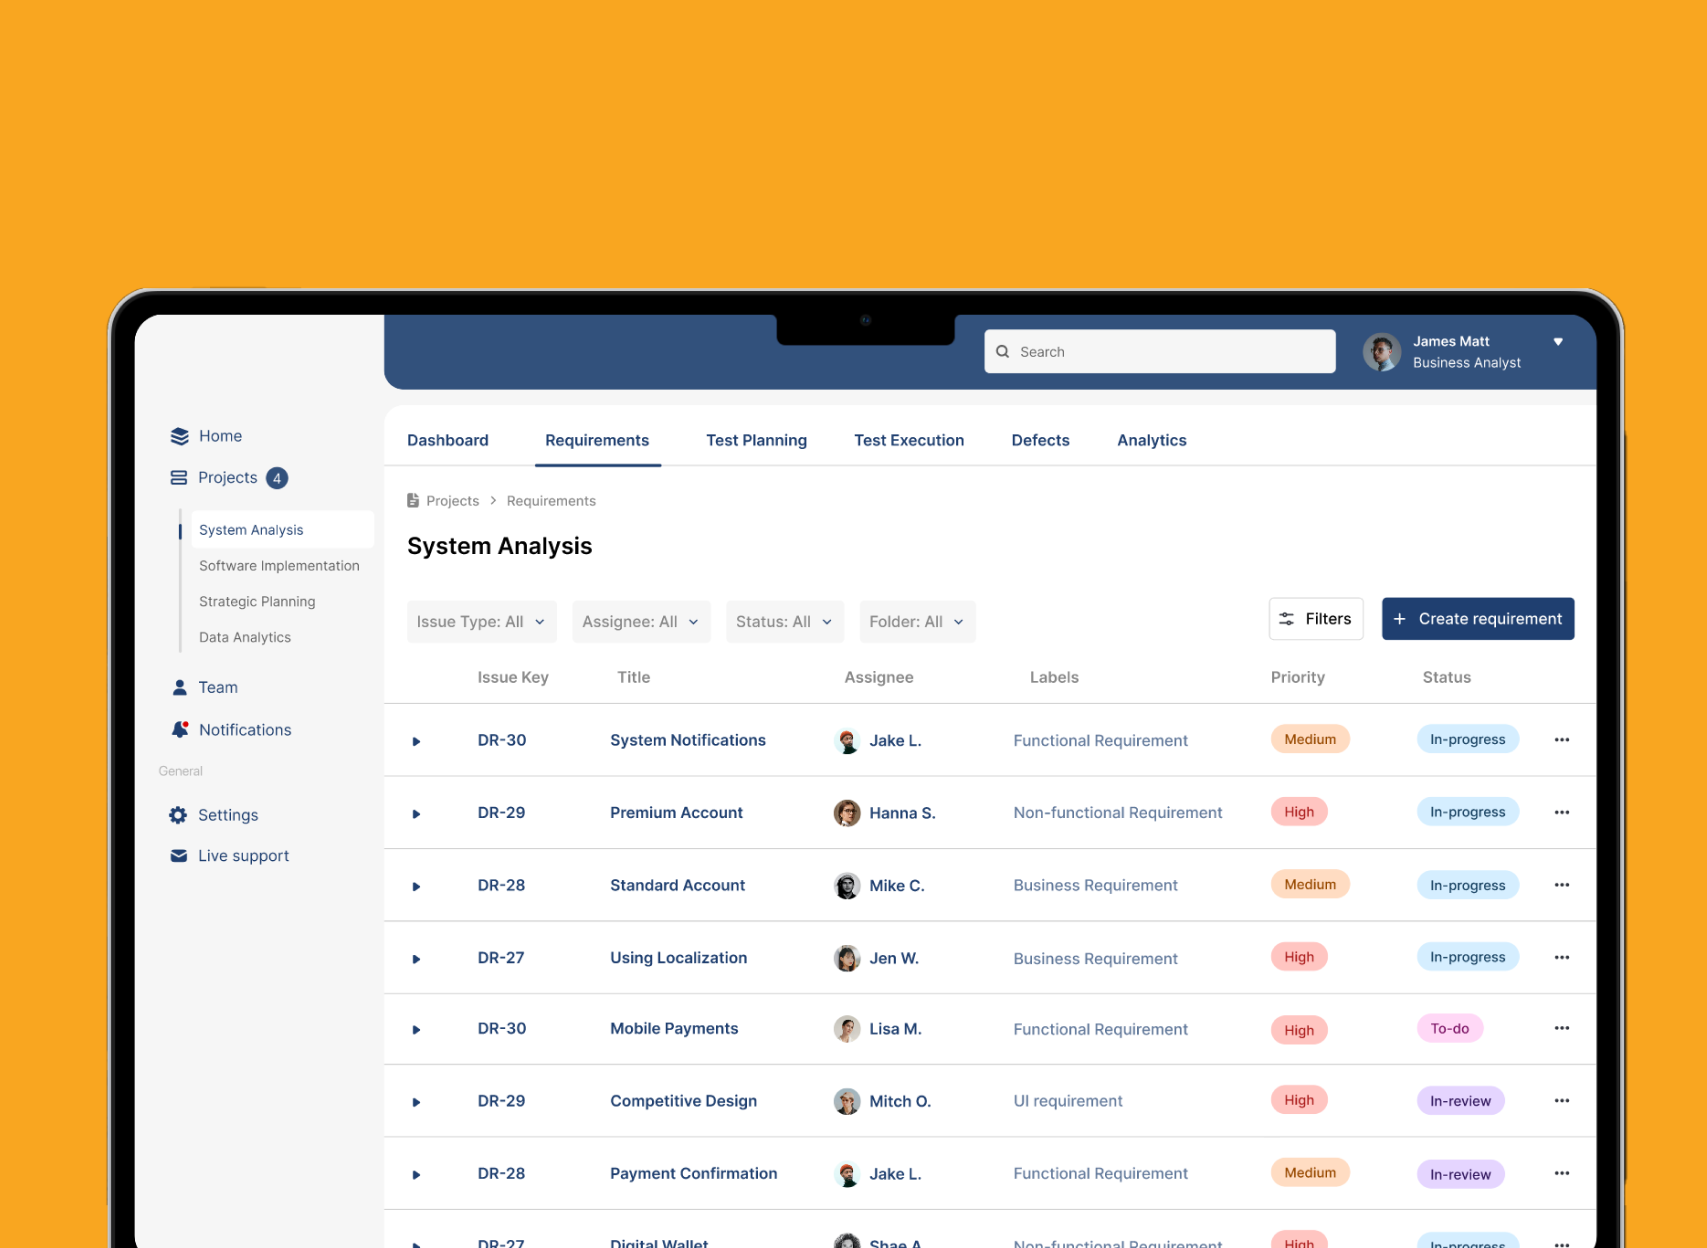 Search
James Matt
Business Analyst
Home
Projects 4
System Analysis
Software Implementation
Strategic Planning
Data Analytics
Team
Notifications
General
Settings
Live support
Dashboard Requirements Test Planning Test Execution Defects Analytics
Projects > Requirements
System Analysis
Issue Type: All Assignee: All Status: All Folder: All Filters + Create requirement
Issue Key Title Assignee Labels Priority Status
DR-30 System Notifications Jake L. Functional Requirement Medium In-progress
DR-29 Premium Account Hanna S. Non-functional Requirement High In-progress
DR-28 Standard Account Mike C. Business Requirement Medium In-progress
DR-27 Using Localization Jen W. Business Requirement High In-progress
DR-30 Mobile Payments Lisa M. Functional Requirement High To-do
DR-29 Competitive Design Mitch O. UI requirement High In-review
DR-28 Payment Confirmation Jake L. Functional Requirement Medium In-review
DR-27 Digital Wallet Shae A. Non-functional Requirement High In-progress